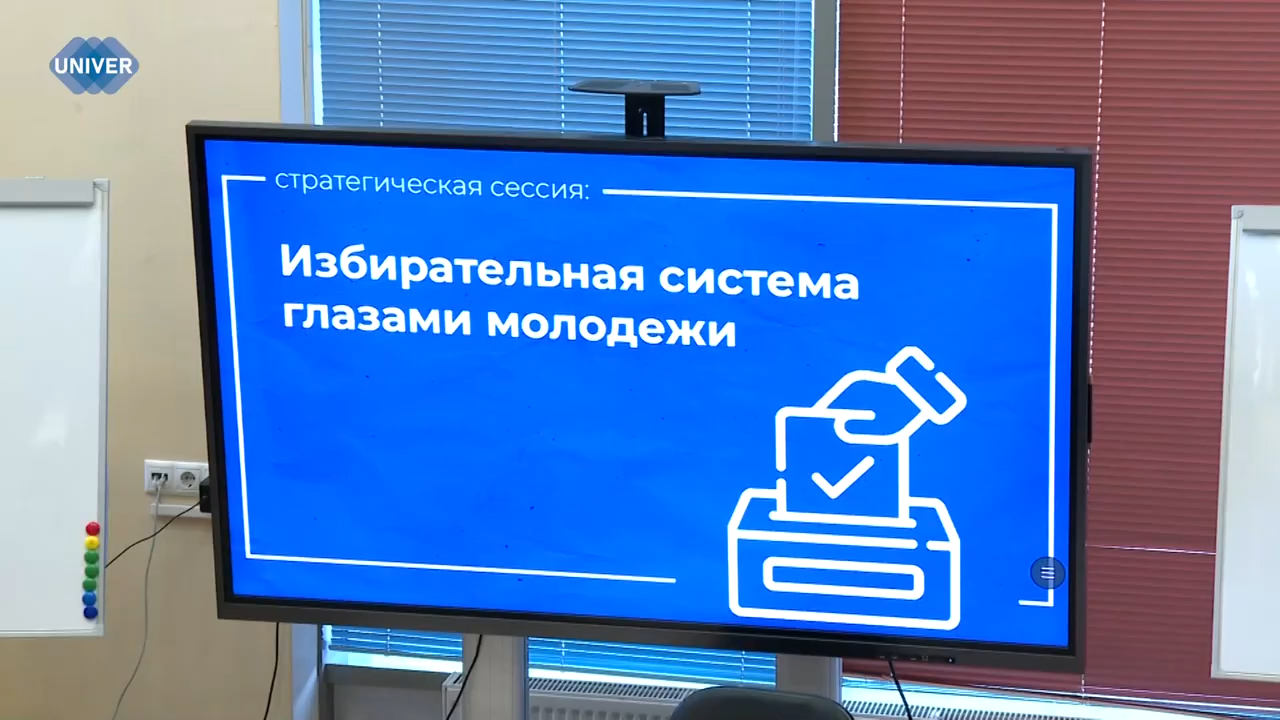 UNIVER
стратегическая сессия:
Избирательная система
глазами молодежи